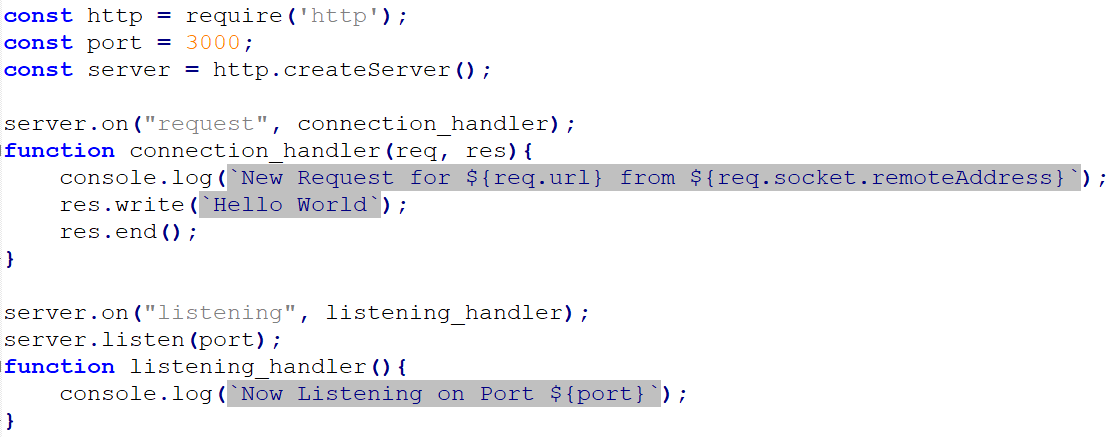 const http = require('http');
const port = 3000;
const server = http.createServer();

server.on("request", connection_handler);
function connection_handler(req, res){
    console.log(`New Request for ${req.url} from ${req.socket.remoteAddress}`);
    res.write(`Hello World`);
    res.end();
}

server.on("listening", listening_handler);
server.listen(port);
function listening_handler(){
    console.log(`Now Listening on Port ${port}`);
}